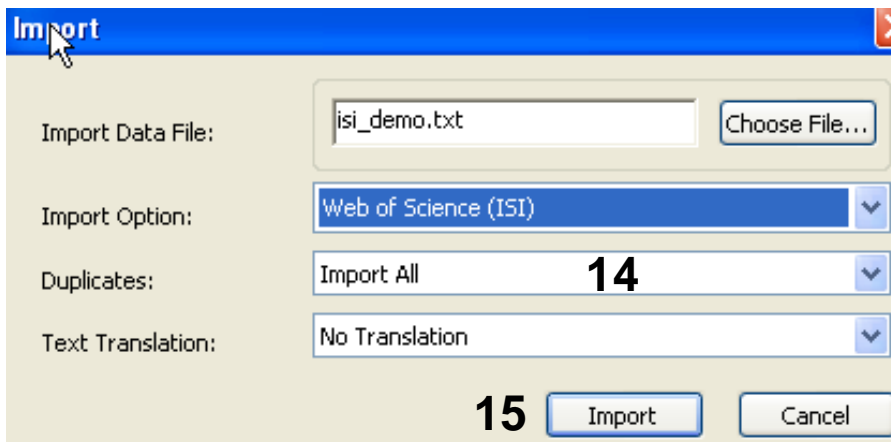 Import
Import Data File: isi_demo.txt Choose File...
Import Option: Web of Science (ISI)
Duplicates: Import All 14
Text Translation: No Translation
15 Import Cancel